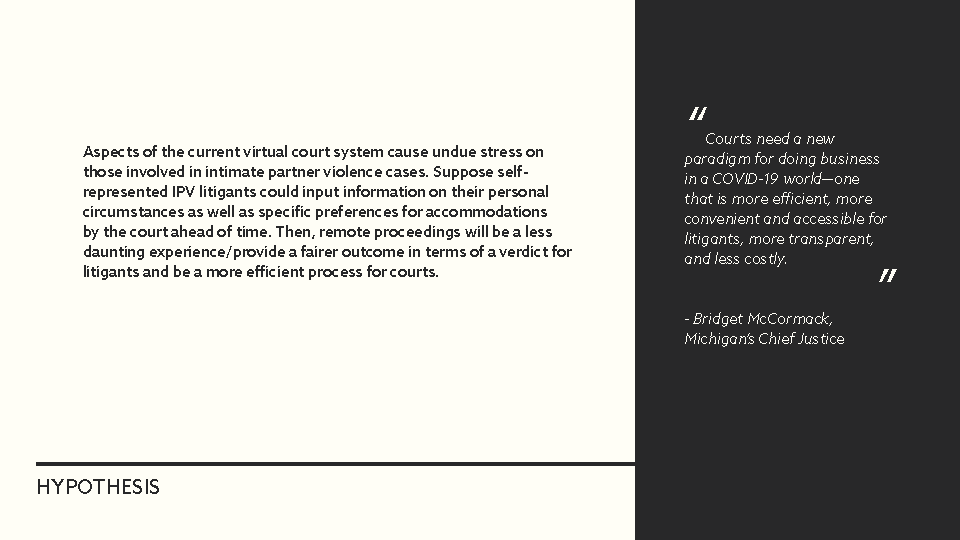 Aspects of the current virtual court system cause undue stress on
those involved in intimate partner violence cases. Suppose self-
represented IPV litigants could input information on their personal
circumstances as well as specific preferences for accommodations
by the court ahead of time. Then, remote proceedings will be a less
daunting experience/provide a fairer outcome in terms of a verdict for
litigants and be a more efficient process for courts.
HYPOTHESIS
"
Courts need a new
paradigm for doing business
in a COVID-19 world—one
that is more efficient, more
convenient and accessible for
litigants, more transparent,
and less costly.
"
- Bridget McCormack,
Michigan's Chief Justice